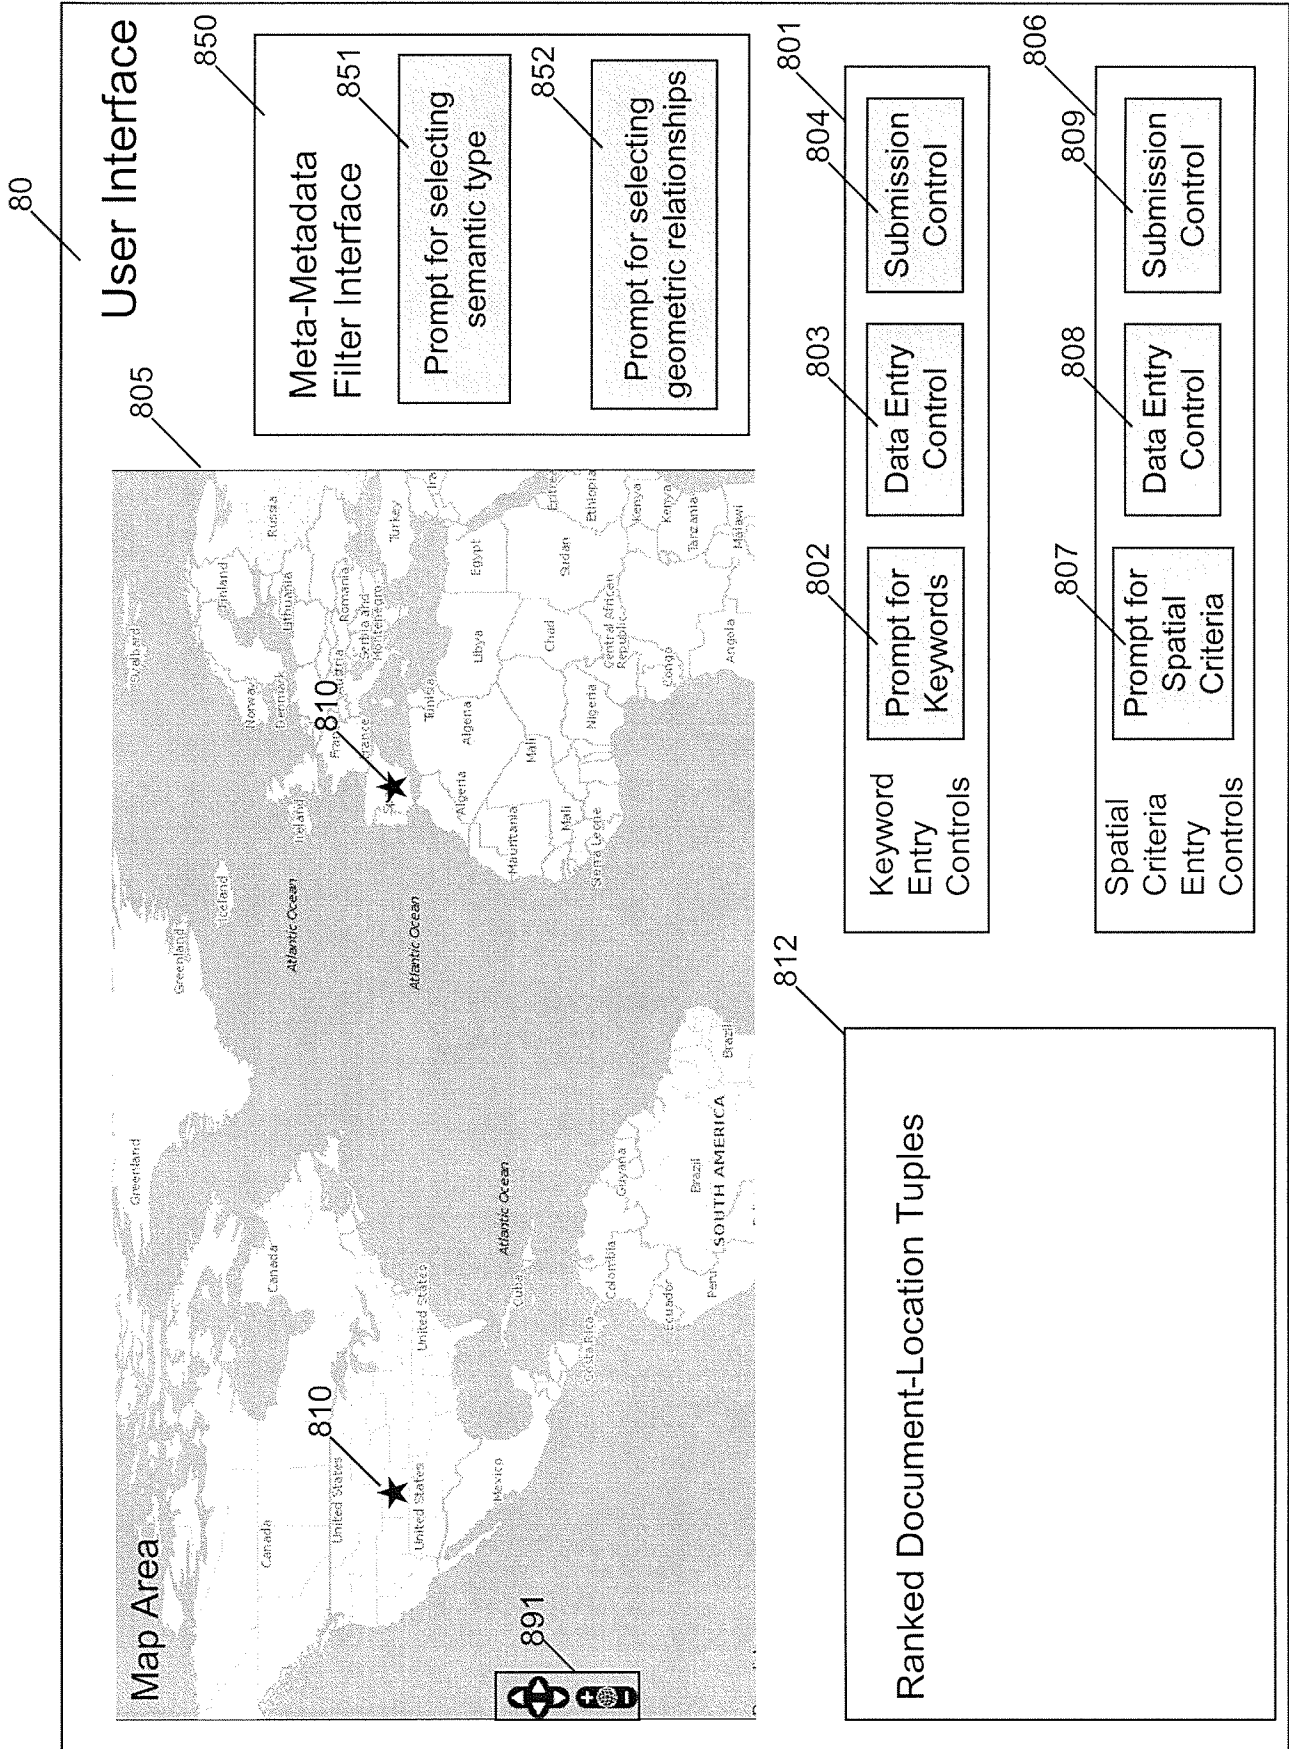 80
User Interface
Map Area
805
850
Meta-Metadata
Filter Interface
851
Prompt for selecting
semantic type
852
Prompt for selecting
geometric relationships
Greenland
Greenland
Svalbard
Iceland
Norway
Finland
Russia
Canada
Canada
Denmark
Lithuania
Ireland
Atlantic Ocean
United States
810
810
France
Austria
Romania
Serbia and
Montenegro
Turkey
United States
United States
Atlantic Ocean
Tunisia
Algeria
Algeria
Libya
Egypt
Mexico
Cuba
Atlantic Ocean
Mauritania
Mali
Mali
Chad
Sudan
Eritrea
Ethiopia
Costa Rica
Sierra Leone
Nigeria
Central African
Republic
Colombia
Guyana
Ecuador
Congo
Kenya
Kenya
Peru
Brazil
Brazil
SOUTH AMERICA
Angola
Tanzania
Malawi
891
812
Ranked Document-Location Tuples
801
Keyword
Entry
Controls
802
Prompt for
Keywords
803
Data Entry
Control
804
Submission
Control
806
Spatial
Criteria
Entry
Controls
807
Prompt for
Spatial
Criteria
808
Data Entry
Control
809
Submission
Control